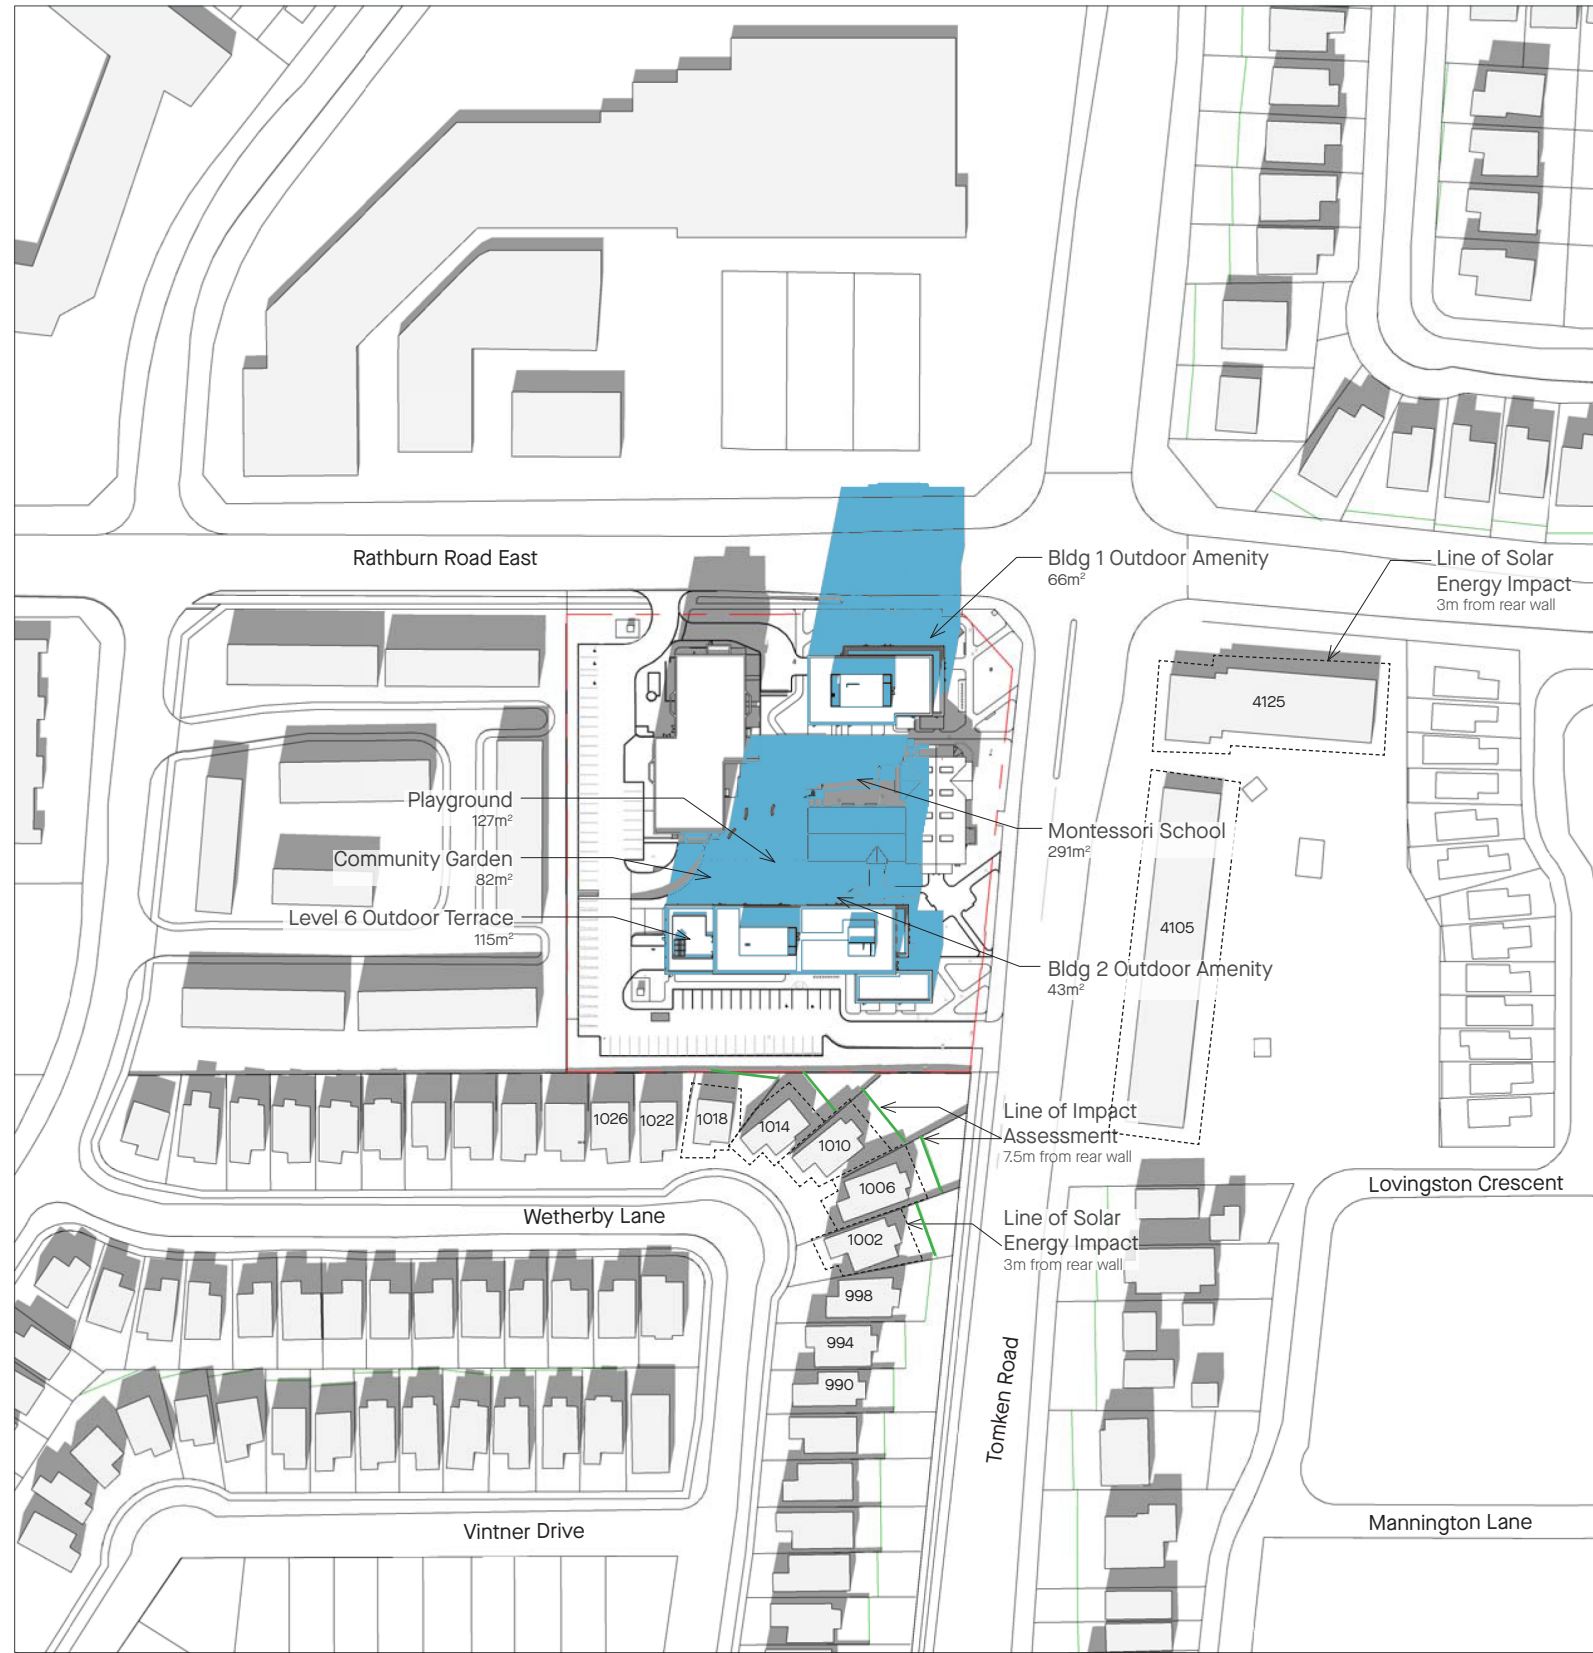 Rathburn Road East
Bldg 1 Outdoor Amenity
66m²
Line of Solar
Energy Impact
3m from rear wall
4125
Playground
127m²
Montessori School
291m²
Community Garden
82m²
Level 6 Outdoor Terrace
115m²
4105
Bldg 2 Outdoor Amenity
43m²
1026
1022
1018
1014
1010
1006
1002
998
994
990
Line of Impact
Assessment
7.5m from rear wall
Line of Solar
Energy Impact
3m from rear wall
Lovingston Crescent
Wetherby Lane
Tomken Road
Vintner Drive
Mannington Lane